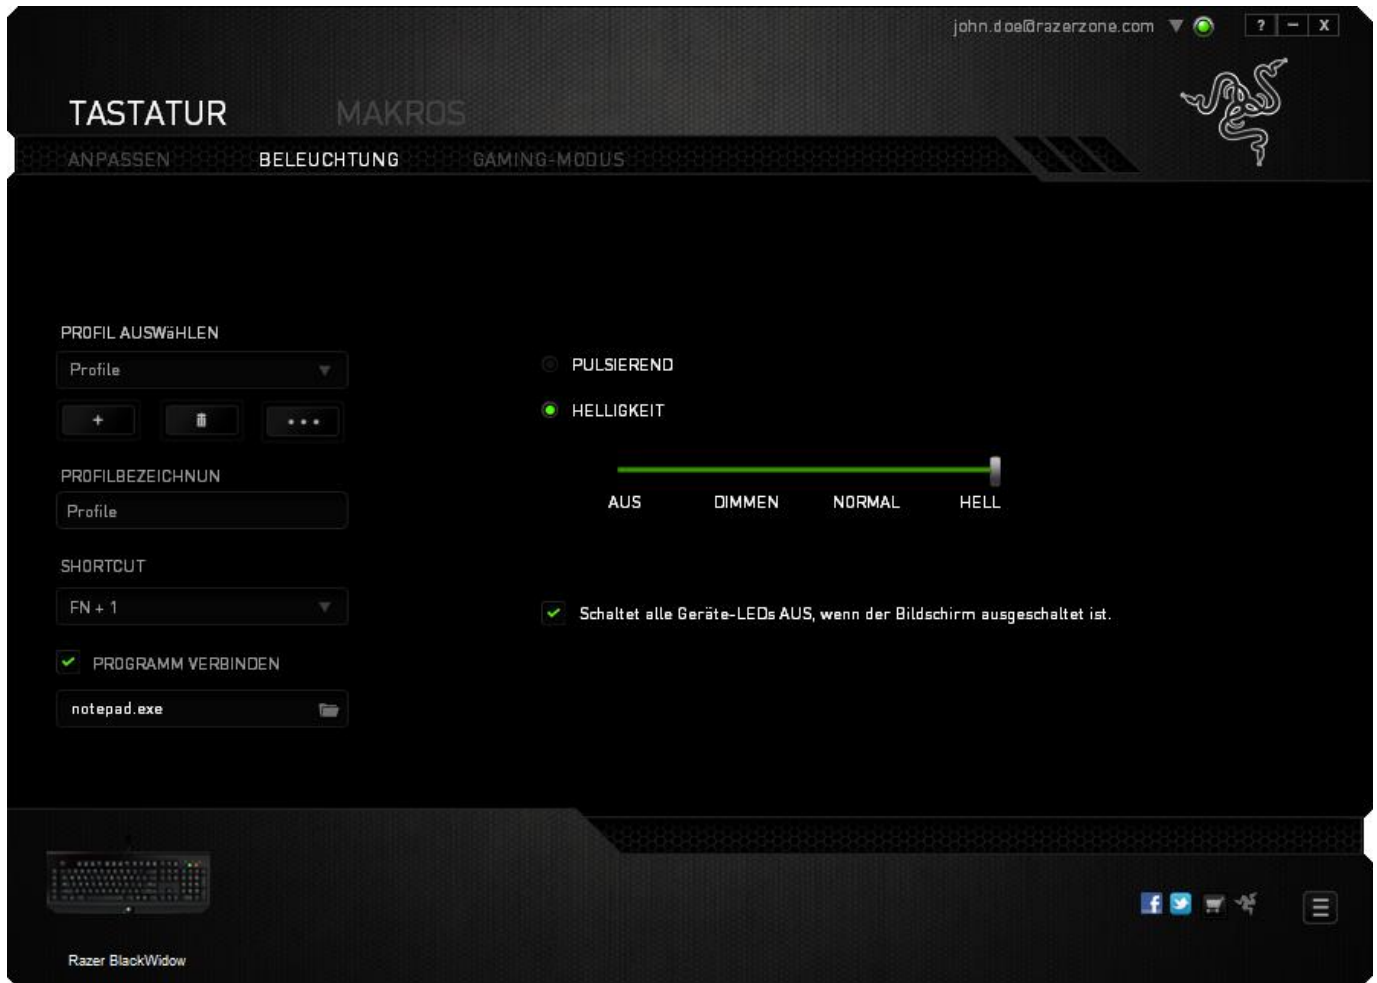 john.doe@razerzone.com ? – X
TASTATUR MAKROS
ANPASSEN BELEUCHTUNG GAMING-MODUS
PROFIL AUSWäHLEN
Profile
PULSIEREND
+ •••
HELLIGKEIT
PROFILBEZEICHNUN
AUS DIMMEN NORMAL HELL
Profile
SHORTCUT
FN + 1
Schaltet alle Geräte-LEDs AUS, wenn der Bildschirm ausgeschaltet ist.
PROGRAMM VERBINDEN
notepad.exe
Razer BlackWidow